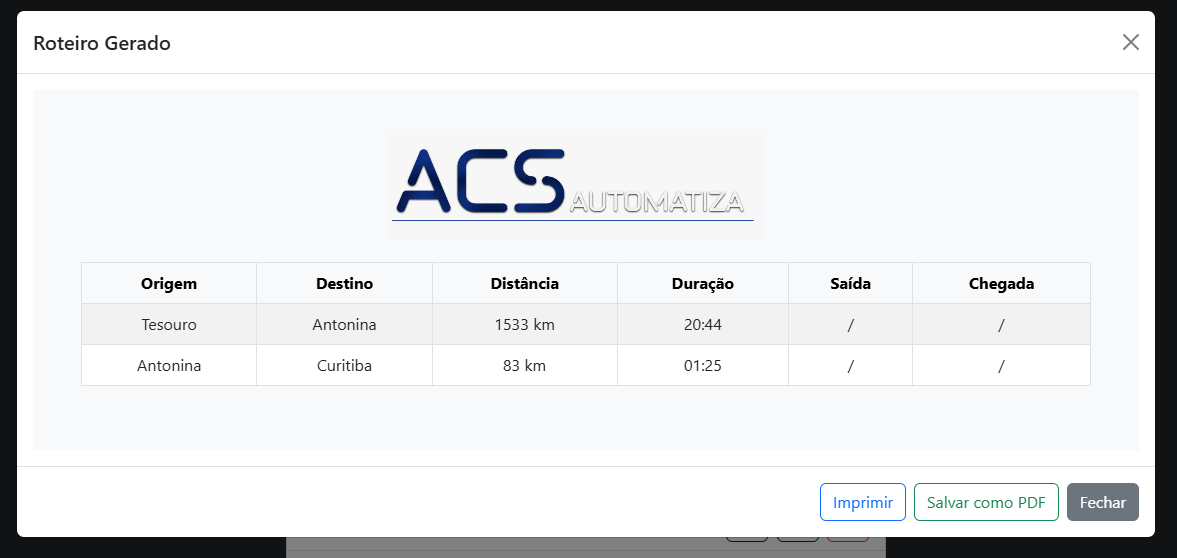 Roteiro Gerado
ACS AUTOMATIZA
Origem Destino Distância Duração Saída Chegada
Tesouro Antonina 1533 km 20:44 / /
Antonina Curitiba 83 km 01:25 / /
Imprimir Salvar como PDF Fechar